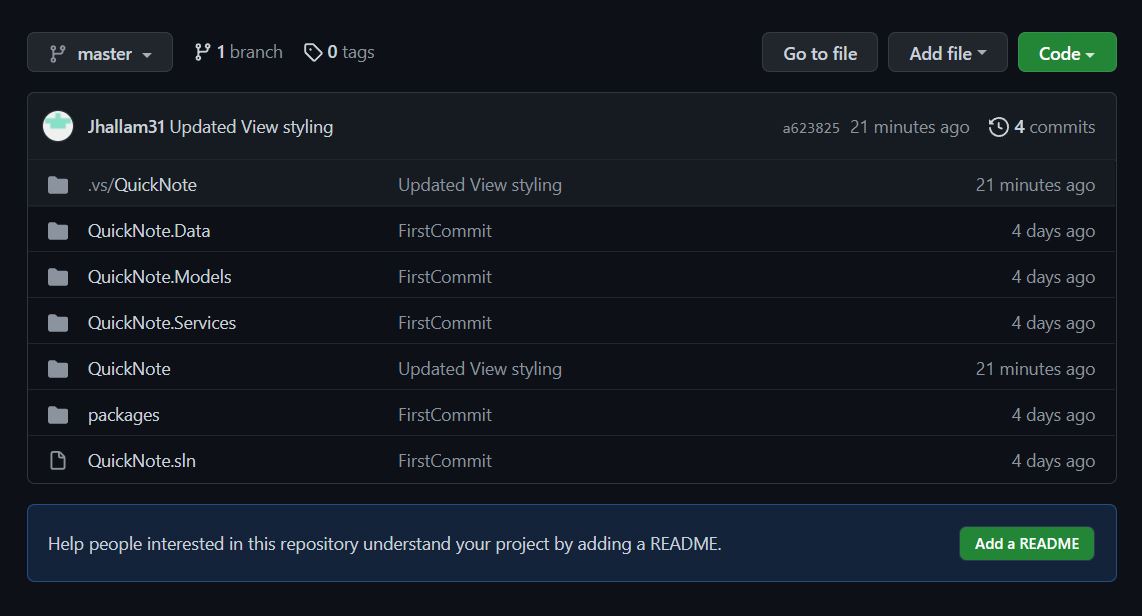 master 1 branch 0 tags Go to file Add file Code
Jhallam31 Updated View styling a623825 21 minutes ago 4 commits
.vs/QuickNote Updated View styling 21 minutes ago
QuickNote.Data FirstCommit 4 days ago
QuickNote.Models FirstCommit 4 days ago
QuickNote.Services FirstCommit 4 days ago
QuickNote Updated View styling 21 minutes ago
packages FirstCommit 4 days ago
QuickNote.sln FirstCommit 4 days ago
Help people interested in this repository understand your project by adding a README. Add a README